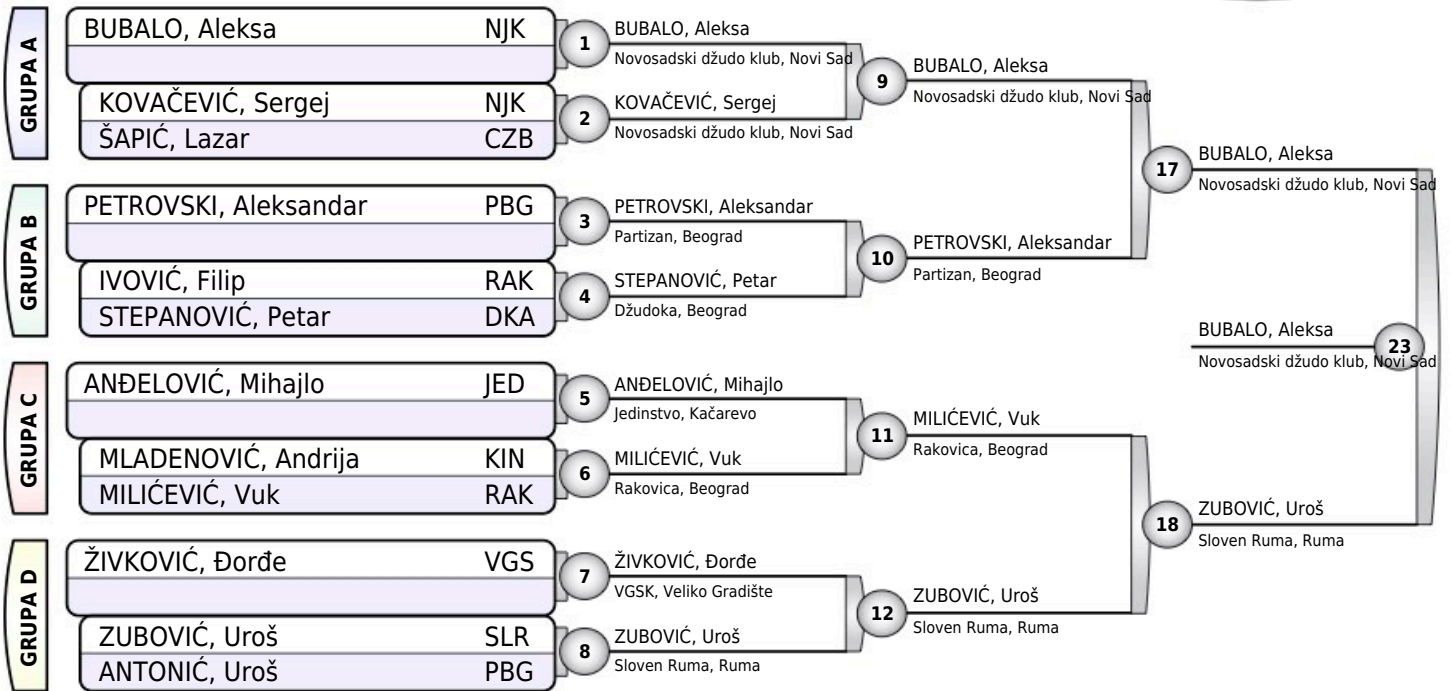 GRUPA A
BUBALO, Aleksa NJK
KOVAČEVIĆ, Sergej NJK
ŠAPIĆ, Lazar CZB
GRUPA B
PETROVSKI, Aleksandar PBG
IVOVIĆ, Filip RAK
STEPANOVIĆ, Petar DKA
GRUPA C
ANĐELOVIĆ, Mihajlo JED
MLADENOVIĆ, Andrija KIN
MILIĆEVIĆ, Vuk RAK
GRUPA D
ŽIVKOVIĆ, Đorđe VGS
ZUBOVIĆ, Uroš SLR
ANTONIĆ, Uroš PBG
1
BUBALO, Aleksa
Novosadski džudo klub, Novi Sad
2
KOVAČEVIĆ, Sergej
Novosadski džudo klub, Novi Sad
3
PETROVSKI, Aleksandar
Partizan, Beograd
4
STEPANOVIĆ, Petar
Džudoka, Beograd
5
ANĐELOVIĆ, Mihajlo
Jedinstvo, Kačarevo
6
MILIĆEVIĆ, Vuk
Rakovica, Beograd
7
ŽIVKOVIĆ, Đorđe
VGSK, Veliko Gradište
8
ZUBOVIĆ, Uroš
Sloven Ruma, Ruma
9
BUBALO, Aleksa
Novosadski džudo klub, Novi Sad
10
PETROVSKI, Aleksandar
Partizan, Beograd
11
MILIĆEVIĆ, Vuk
Rakovica, Beograd
12
ZUBOVIĆ, Uroš
Sloven Ruma, Ruma
17
BUBALO, Aleksa
Novosadski džudo klub, Novi Sad
18
ZUBOVIĆ, Uroš
Sloven Ruma, Ruma
BUBALO, Aleksa
23
Novosadski džudo klub, Novi Sad